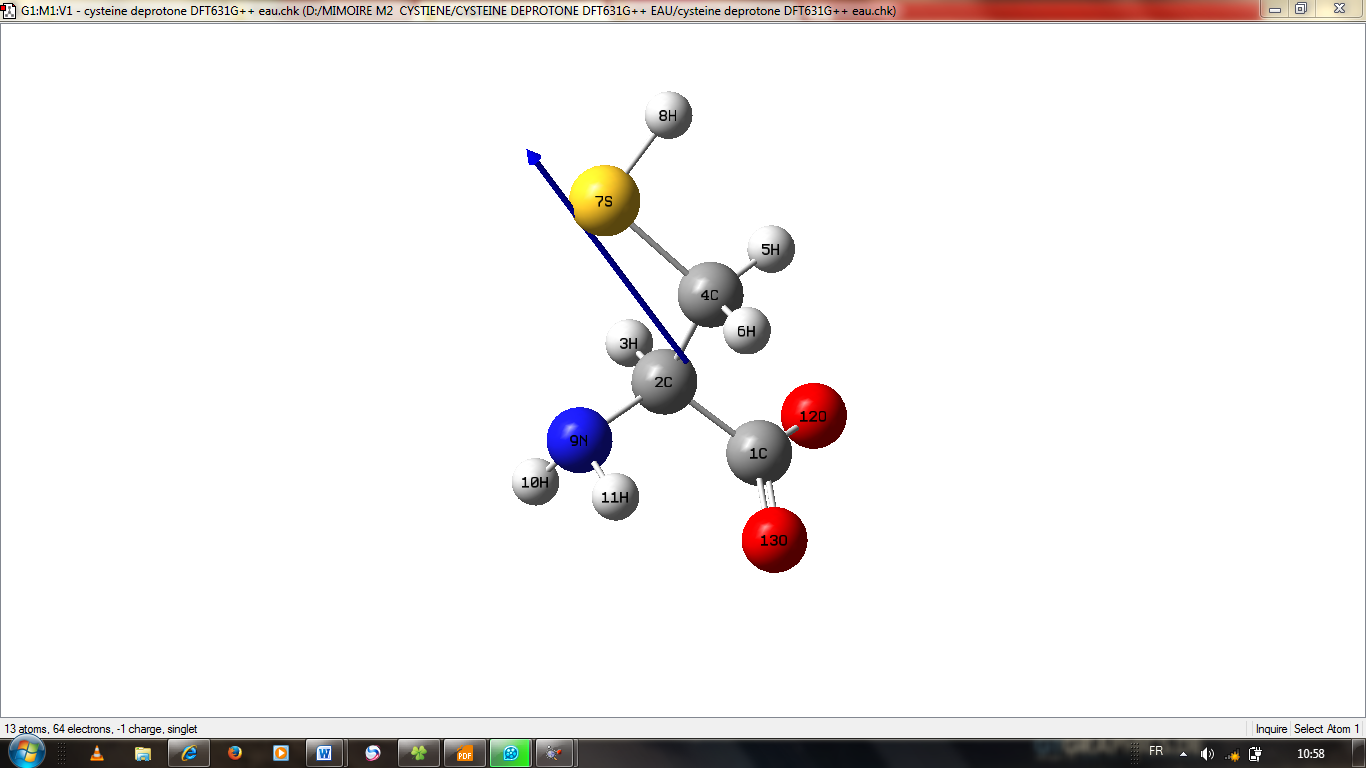 G1:M1:V1 - cysteine deprotone DFT631G++ eau.chk (D:/MIMOIRE M2  CYSTIENE/CYSTEINE DEPROTONE DFT631G++ EAU/cysteine deprotone DFT631G++ eau.chk)
8H
7S
5H
4C
6H
3H
2C
12O
9N
1C
10H
11H
13O
13 atoms, 64 electrons, -1 charge, singlet
Inquire
Select Atom 1
W
PDF
FR
10:58